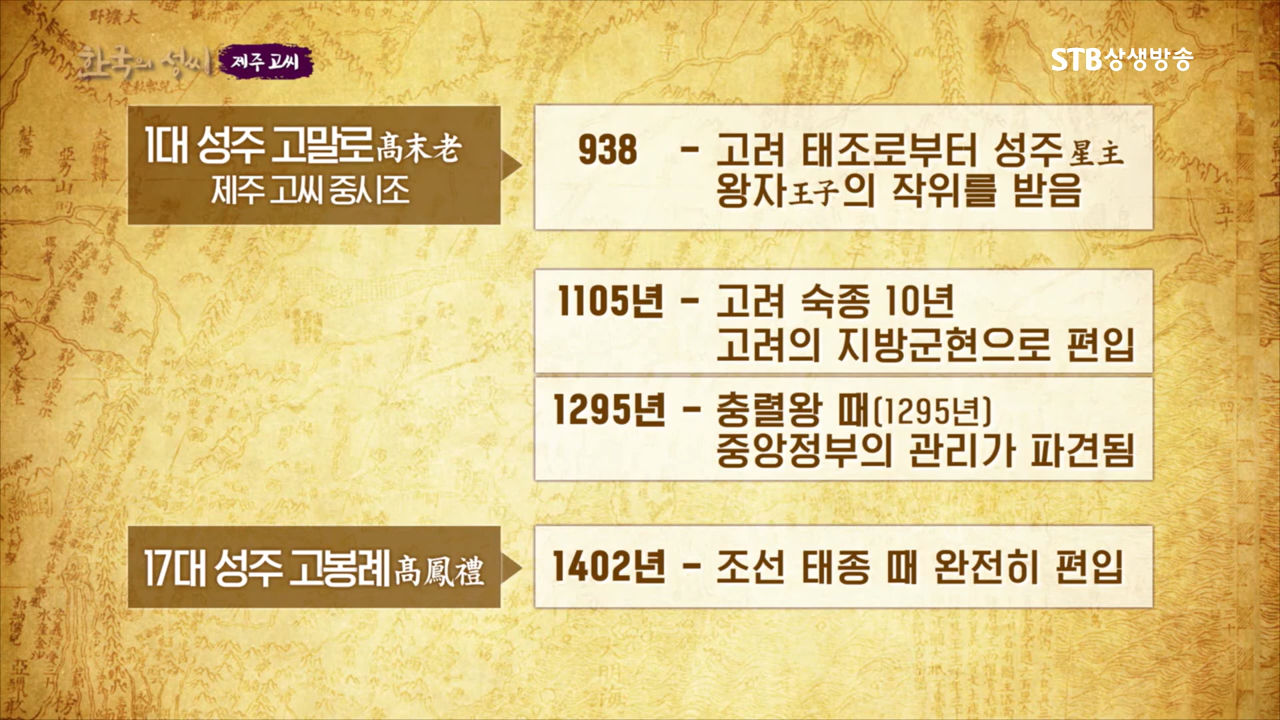 한국의 성씨 제주 고씨
STB상생방송
1대 성주 고말로髙末老
제주 고씨 중시조
938 - 고려 태조로부터 성주星主
왕자王子의 작위를 받음
1105년 - 고려 숙종 10년
고려의 지방군현으로 편입
1295년 - 충렬왕 때(1295년)
중앙정부의 관리가 파견됨
17대 성주 고봉례髙鳳禮
1402년 - 조선 태종 때 완전히 편입